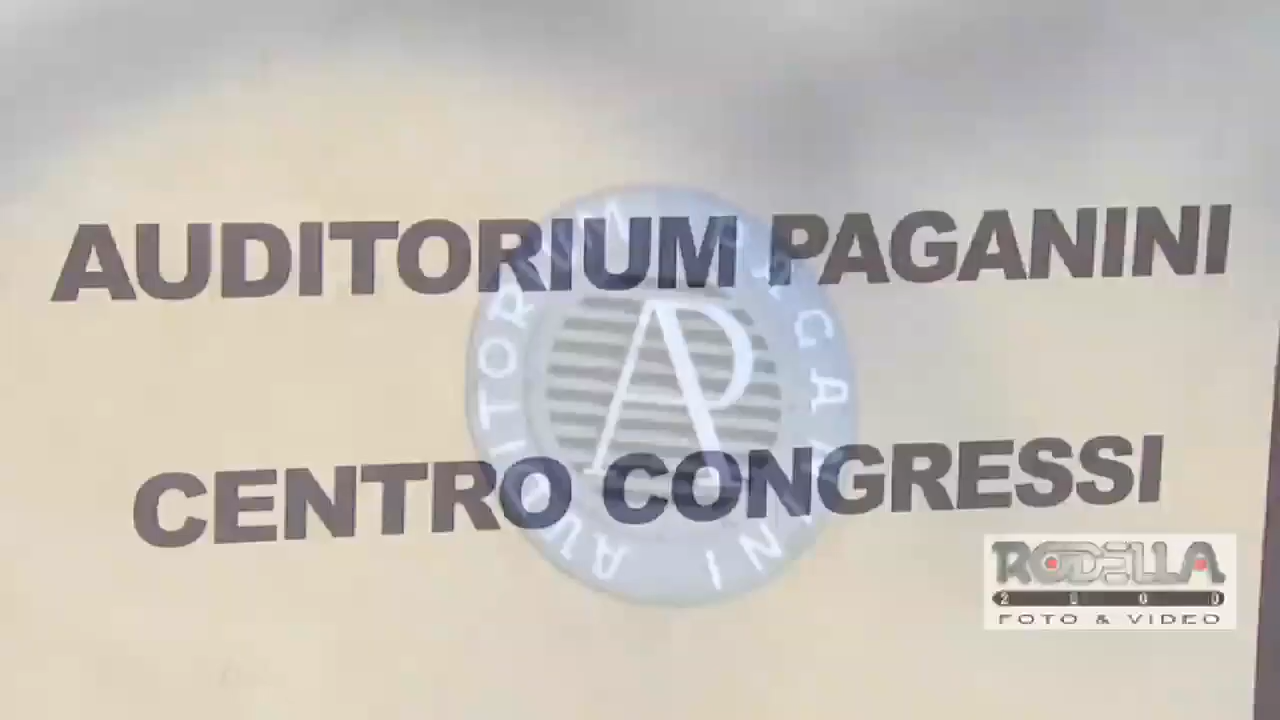 AUDITORIUM PAGANINI
AUDITORIUM PAGANINI
AP
CENTRO CONGRESSI
RODELLA
2000
FOTO & VIDEO